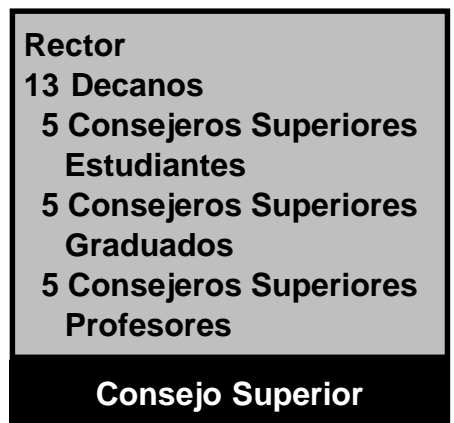 Rector
13 Decanos
5 Consejeros Superiores
Estudiantes
5 Consejeros Superiores
Graduados
5 Consejeros Superiores
Profesores
Consejo Superior